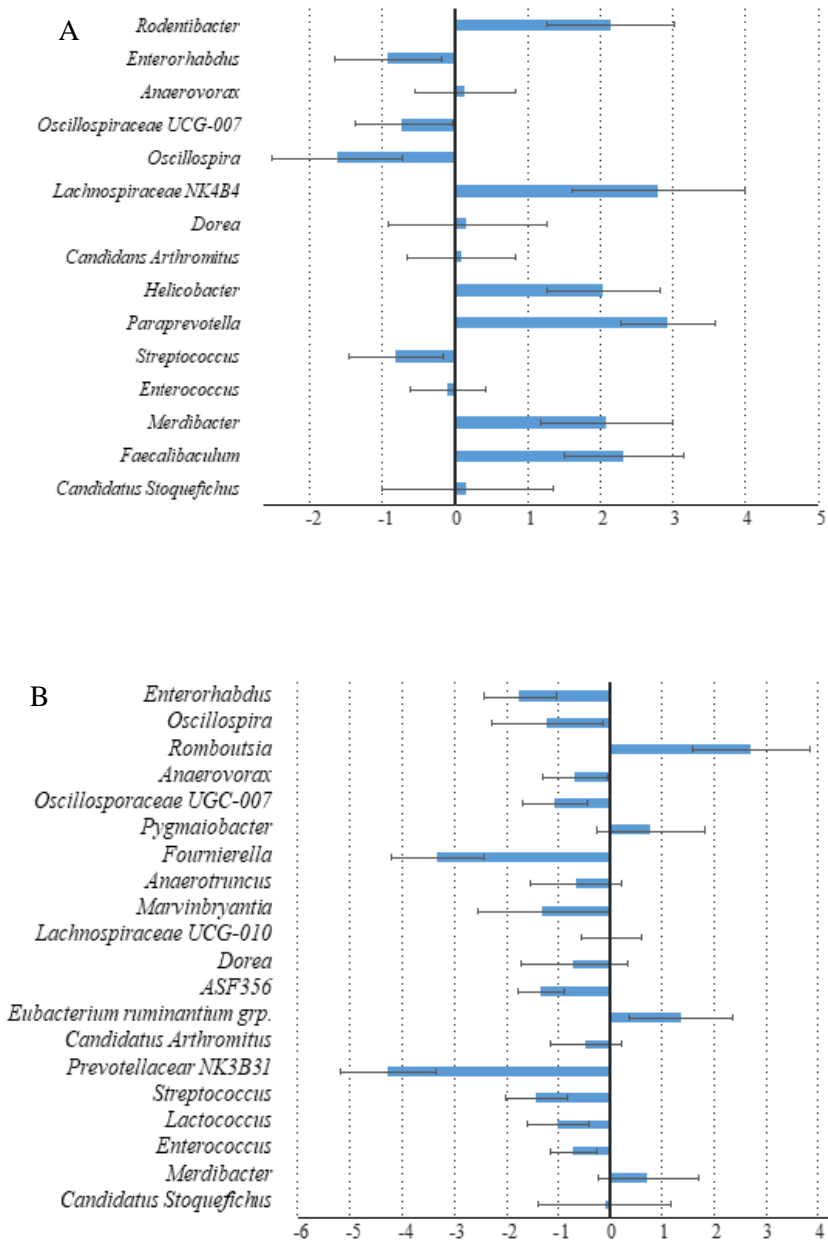 A
Rodentibacter
Enterorhabdus
Anaerovorax
Oscillospiraceae UCG-007
Oscillospira
Lachnospiraceae NK4B4
Dorea
Candidans Arthromitus
Helicobacter
Paraprevotella
Streptococcus
Enterococcus
Merdibacter
Faecalibaculum
Candidatus Stoquefichus
-2 -1 0 1 2 3 4 5
B
Enterorhabdus
Oscillospira
Romboutsia
Anaerovorax
Oscillosporaceae UGC-007
Pygmaiobacter
Fournierella
Anaerotruncus
Marvinbryantia
Lachnospiraceae UCG-010
Dorea
ASF356
Eubacterium ruminantium grp.
Candidatus Arthromitus
Prevotellacear NK3B31
Streptococcus
Lactococcus
Enterococcus
Merdibacter
Candidatus Stoquefichus
-6 -5 -4 -3 -2 -1 0 1 2 3 4